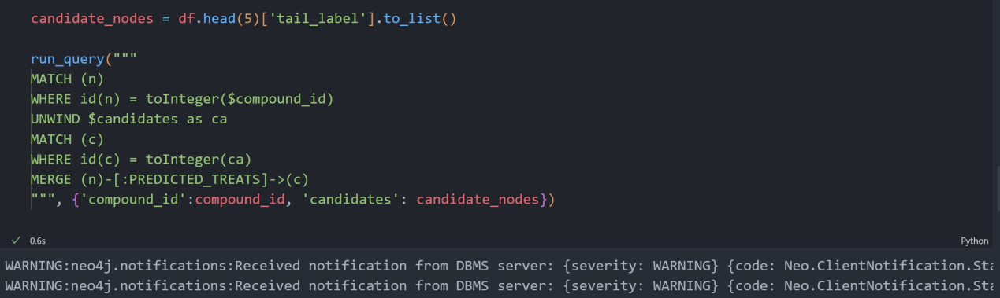 candidate_nodes = df.head(5)['tail_label'].to_list()
run_query("""
MATCH (n)
WHERE id(n) = toInteger($compound_id)
UNWIND $candidates as ca
MATCH (c)
WHERE id(c) = toInteger(ca)
MERGE (n)-[:PREDICTED_TREATS]->(c)
""", {'compound_id':compound_id, 'candidates': candidate_nodes})
0.6s
Python
WARNING:neo4j.notifications:Received notification from DBMS server: {severity: WARNING} {code: Neo.ClientNotification.Sta
WARNING:neo4j.notifications:Received notification from DBMS server: {severity: WARNING} {code: Neo.ClientNotification.Sta